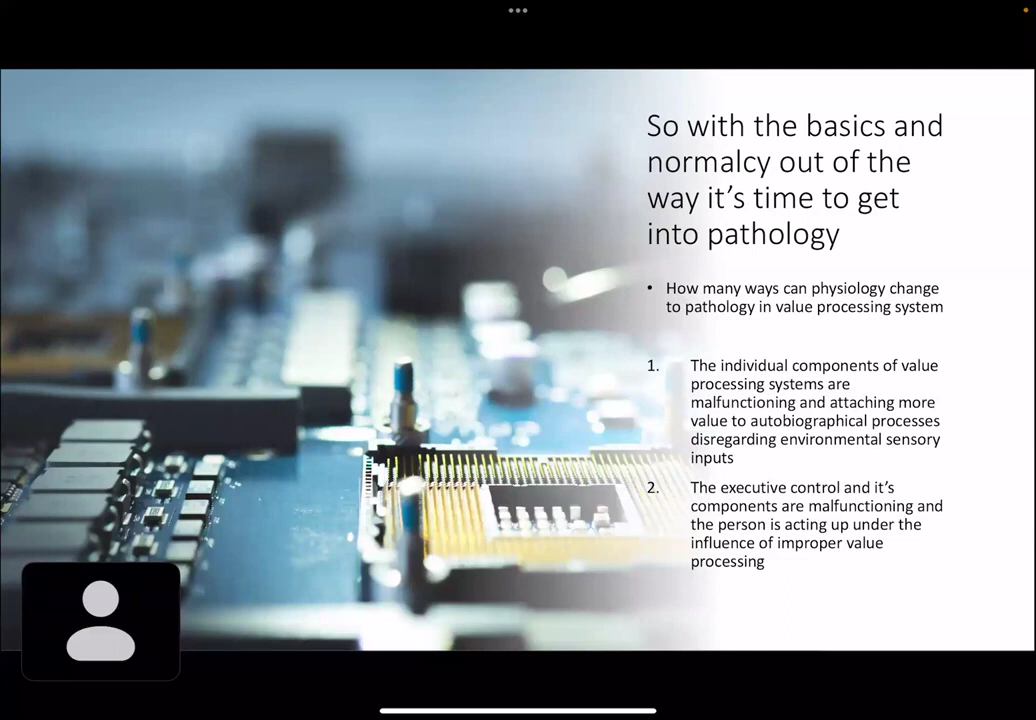 So with the basics and
normalcy out of the
way it’s time to get
into pathology
• How many ways can physiology change
to pathology in value processing system
1. The individual components of value
processing systems are
malfunctioning and attaching more
value to autobiographical processes
disregarding environmental sensory
inputs
2. The executive control and it’s
components are malfunctioning and
the person is acting up under the
influence of improper value
processing